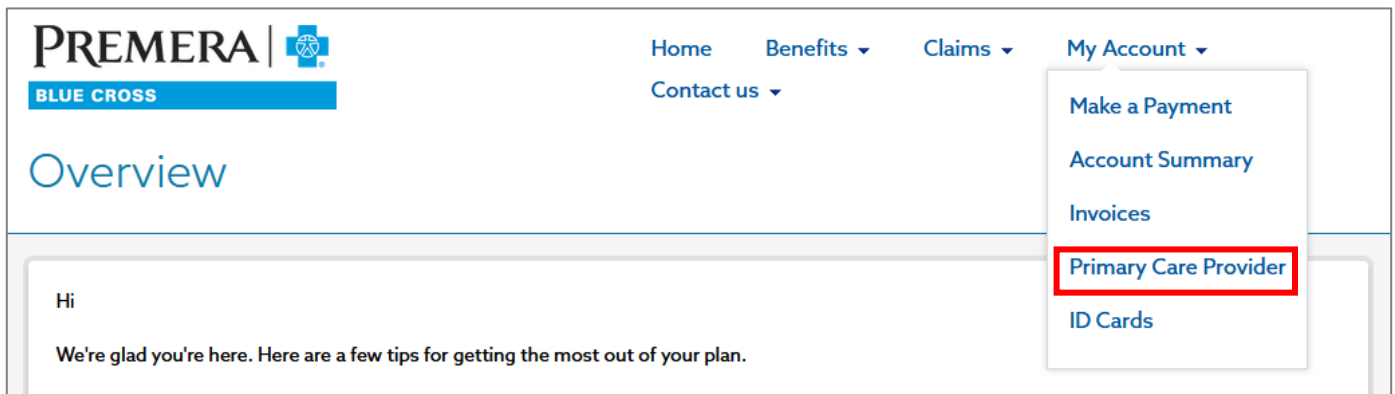 PREMERA
BLUE CROSS
Home Benefits Claims My Account
Contact us
Make a Payment
Account Summary
Invoices
Primary Care Provider
ID Cards
Overview
Hi
We're glad you're here. Here are a few tips for getting the most out of your plan.